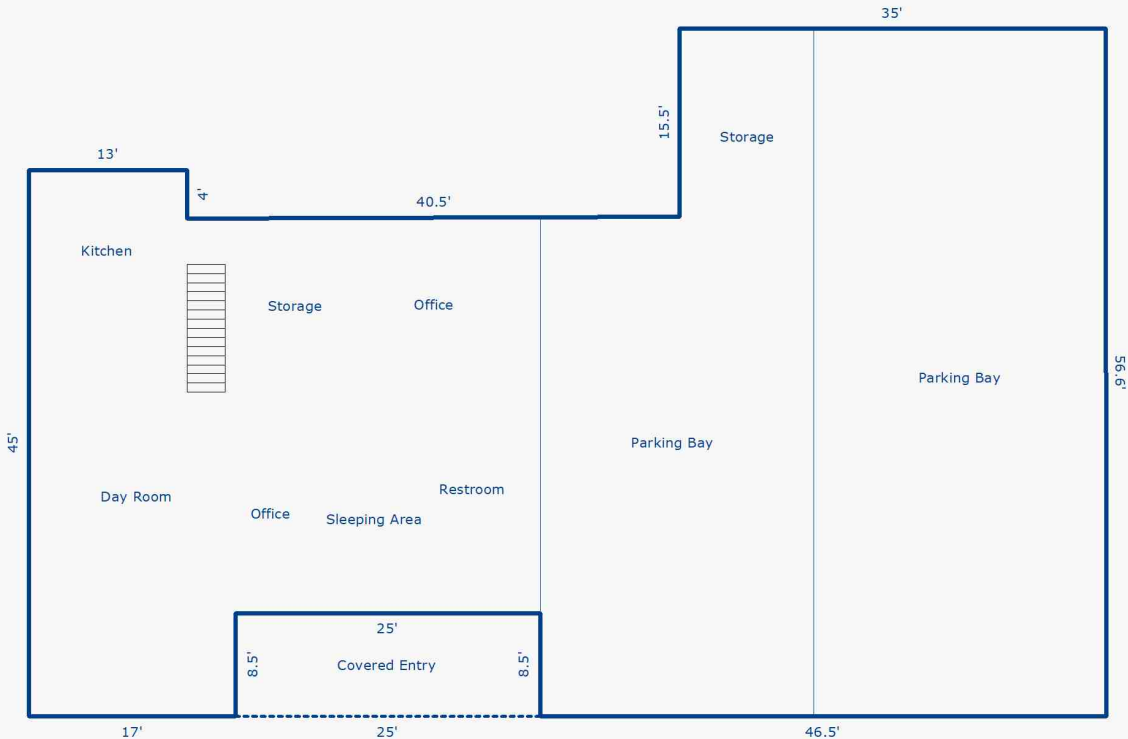 35'
15.5'
Storage
13'
4'
40.5'
Kitchen
Storage
Office
56.6'
Parking Bay
45'
Parking Bay
Day Room
Restroom
Office
Sleeping Area
25'
8.5'
Covered Entry
8.5'
17'
25'
46.5'